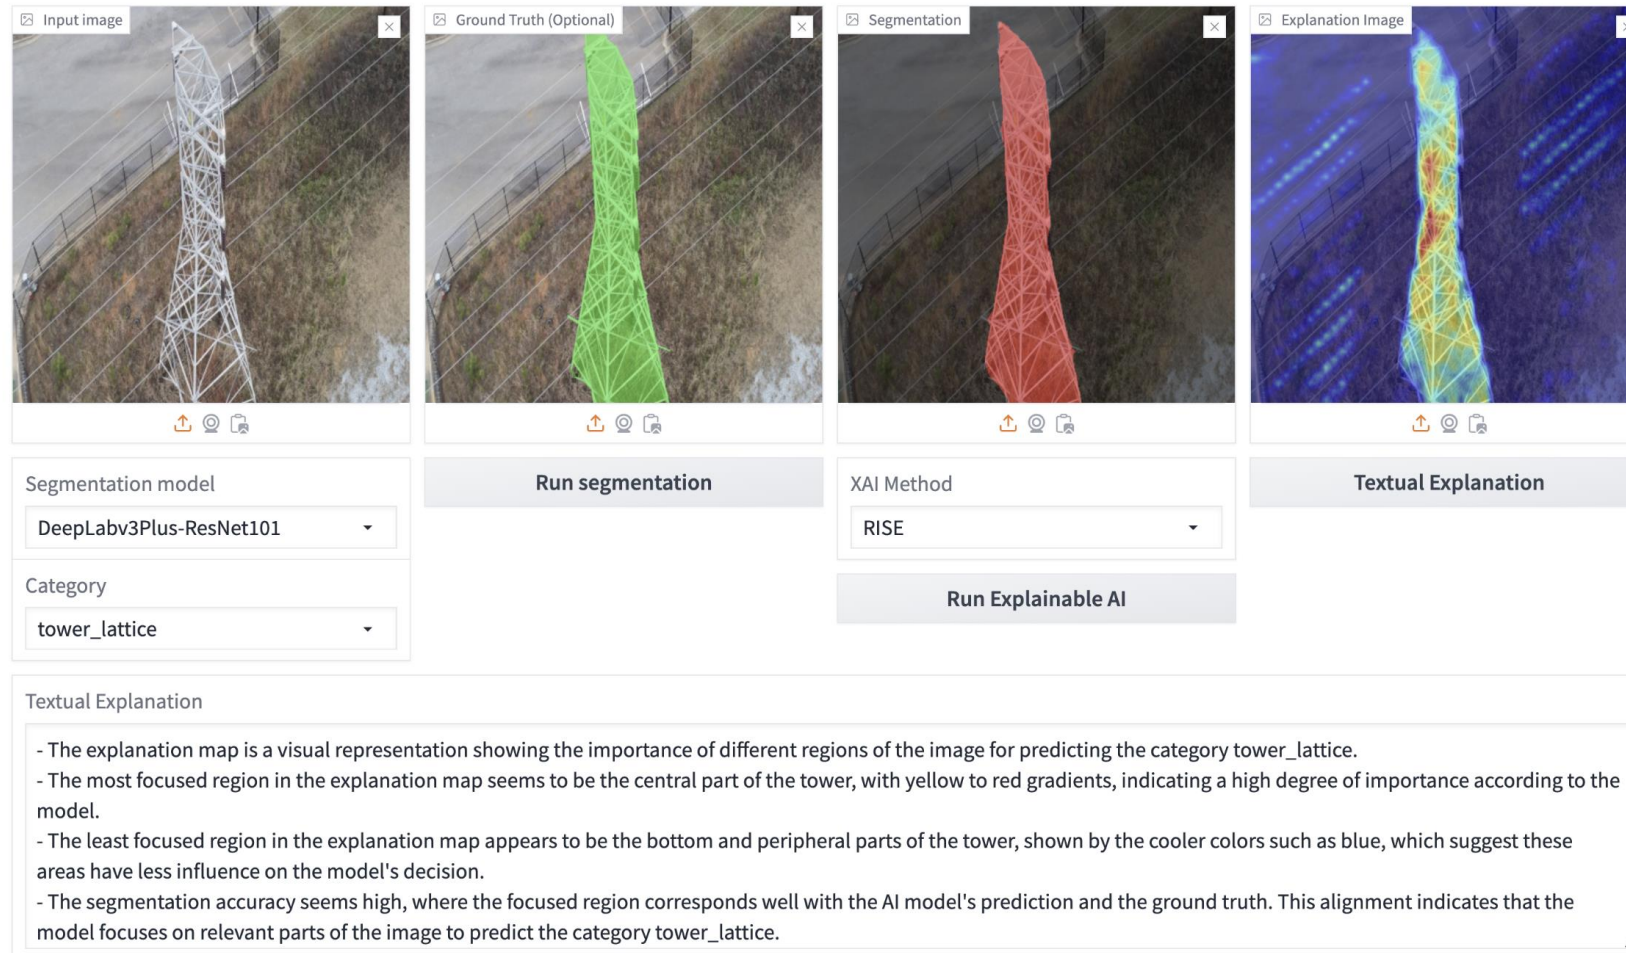 Input image
Ground Truth (Optional)
Segmentation
Explanation Image
Segmentation model
DeepLabv3Plus-ResNet101
Run segmentation
XAI Method
RISE
Textual Explanation
Category
tower_lattice
Run Explainable AI
Textual Explanation
- The explanation map is a visual representation showing the importance of different regions of the image for predicting the category tower_lattice.
- The most focused region in the explanation map seems to be the central part of the tower, with yellow to red gradients, indicating a high degree of importance according to the
model.
- The least focused region in the explanation map appears to be the bottom and peripheral parts of the tower, shown by the cooler colors such as blue, which suggest these
areas have less influence on the model's decision.
- The segmentation accuracy seems high, where the focused region corresponds well with the AI model's prediction and the ground truth. This alignment indicates that the
model focuses on relevant parts of the image to predict the category tower_lattice.